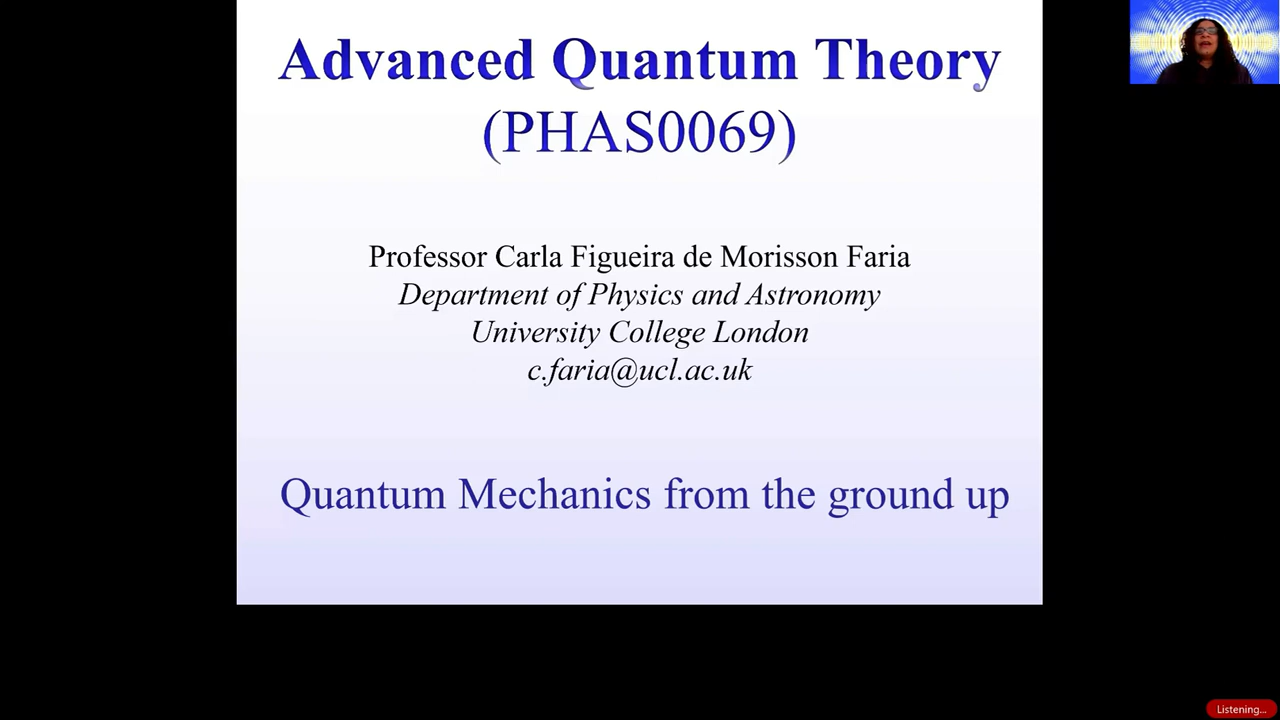 Advanced Quantum Theory
(PHAS0069)
Professor Carla Figueira de Morisson Faria
Department of Physics and Astronomy
University College London
c.faria@ucl.ac.uk
Quantum Mechanics from the ground up
Listening...